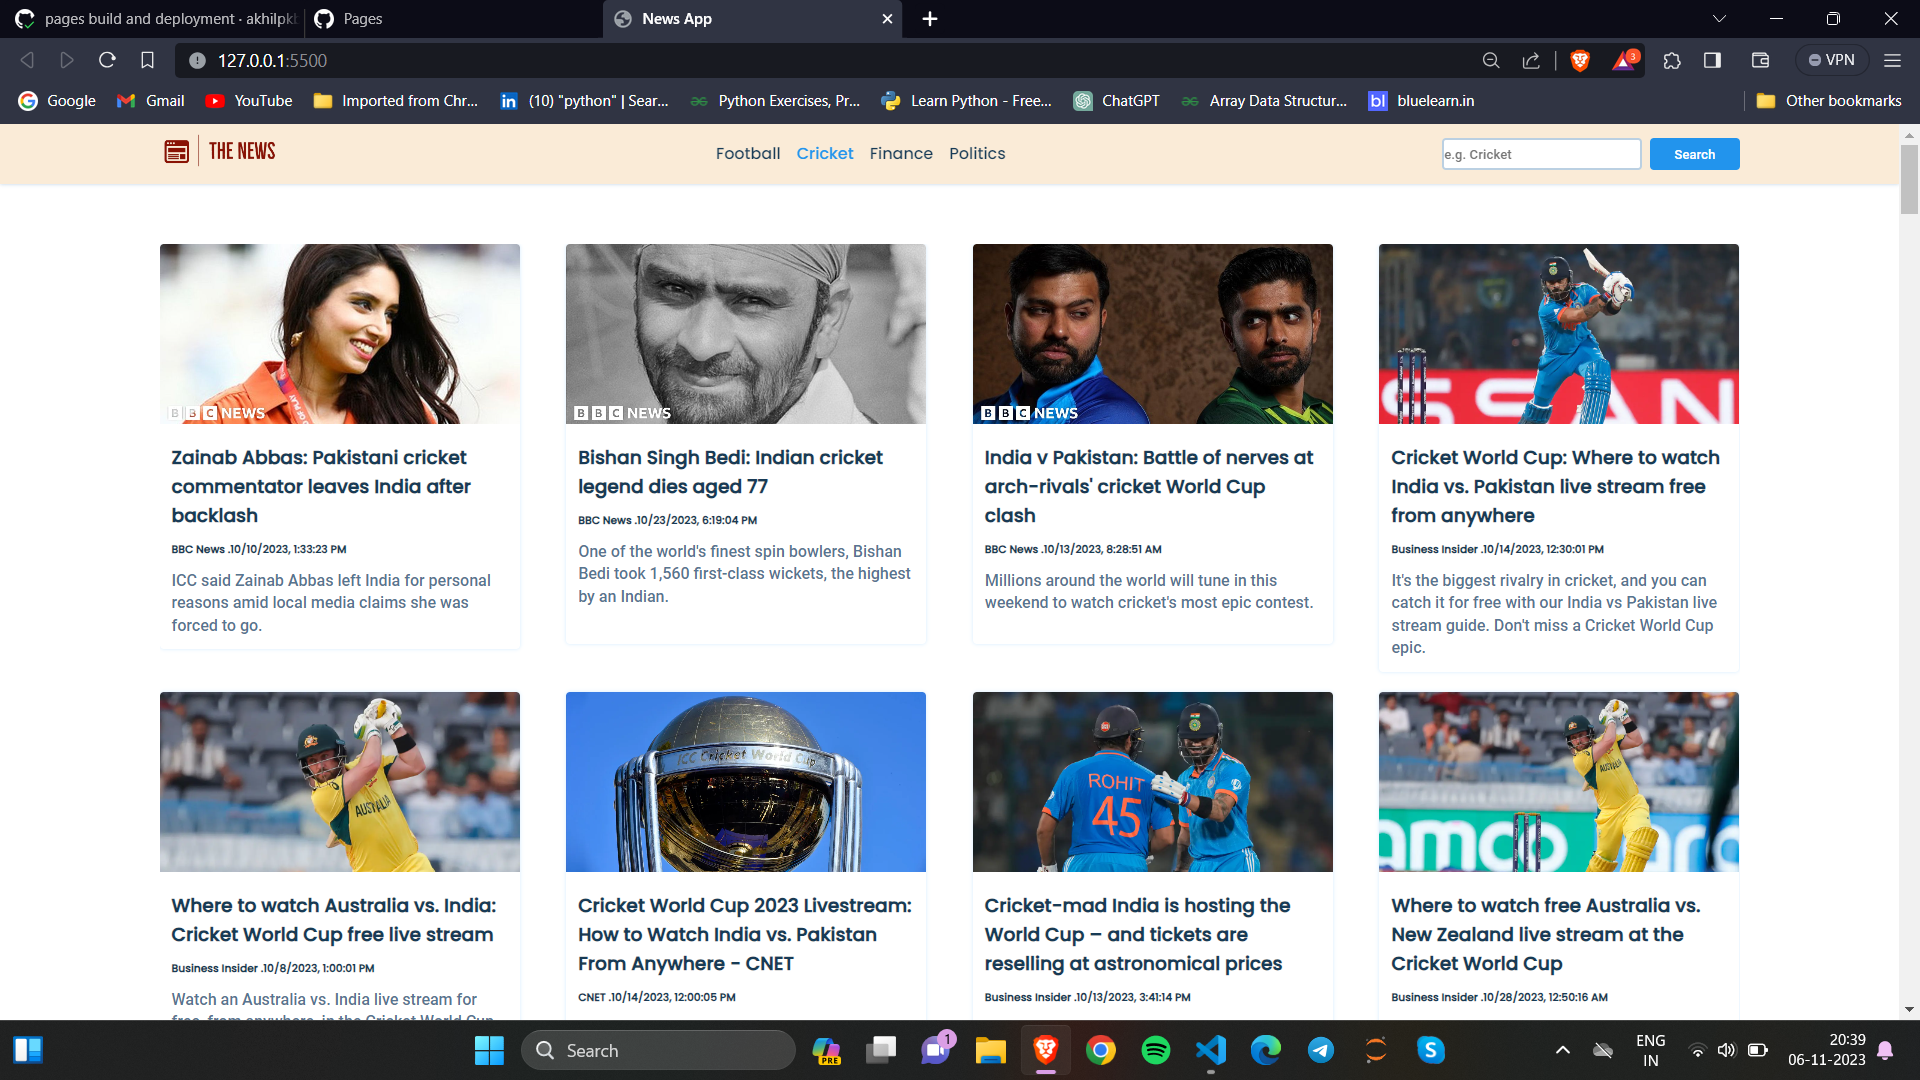 pages build and deployment · akhilpkb
Pages
News App
127.0.0.1:5500
3
VPN
Google
Gmail
YouTube
Imported from Chr...
(10) "python" | Sear...
Python Exercises, Pr...
Learn Python - Free...
ChatGPT
Array Data Structur...
bl
bluelearn.in
Other bookmarks
THE NEWS
Football
Cricket
Finance
Politics
e.g. Cricket
Search
BBC NEWS
BBC NEWS
BBC NEWS
SSAN
Zainab Abbas: Pakistani cricket
commentator leaves India after
backlash
BBC News .10/10/2023, 1:33:23 PM
ICC said Zainab Abbas left India for personal
reasons amid local media claims she was
forced to go.
Bishan Singh Bedi: Indian cricket
legend dies aged 77
BBC News .10/23/2023, 6:19:04 PM
One of the world's finest spin bowlers, Bishan
Bedi took 1,560 first-class wickets, the highest
by an Indian.
India v Pakistan: Battle of nerves at
arch-rivals' cricket World Cup
clash
BBC News .10/13/2023, 8:28:51 AM
Millions around the world will tune in this
weekend to watch cricket's most epic contest.
Cricket World Cup: Where to watch
India vs. Pakistan live stream free
from anywhere
Business Insider .10/14/2023, 12:30:01 PM
It's the biggest rivalry in cricket, and you can
catch it for free with our India vs Pakistan live
stream guide. Don't miss a Cricket World Cup
epic.
AUSTRALIA
ICC Cricket World Cup
ROHIT
45
AUSTRALIA
amco
Where to watch Australia vs. India:
Cricket World Cup free live stream
Business Insider .10/8/2023, 1:00:01 PM
Watch an Australia vs. India live stream for
free, from anywhere, in the Cricket World Cup
Cricket World Cup 2023 Livestream:
How to Watch India vs. Pakistan
From Anywhere - CNET
CNET .10/14/2023, 12:00:05 PM
Cricket-mad India is hosting the
World Cup – and tickets are
reselling at astronomical prices
Business Insider .10/13/2023, 3:41:14 PM
Where to watch free Australia vs.
New Zealand live stream at the
Cricket World Cup
Business Insider .10/28/2023, 12:50:16 AM
Search
PRE
1
ENG
IN
20:39
06-11-2023